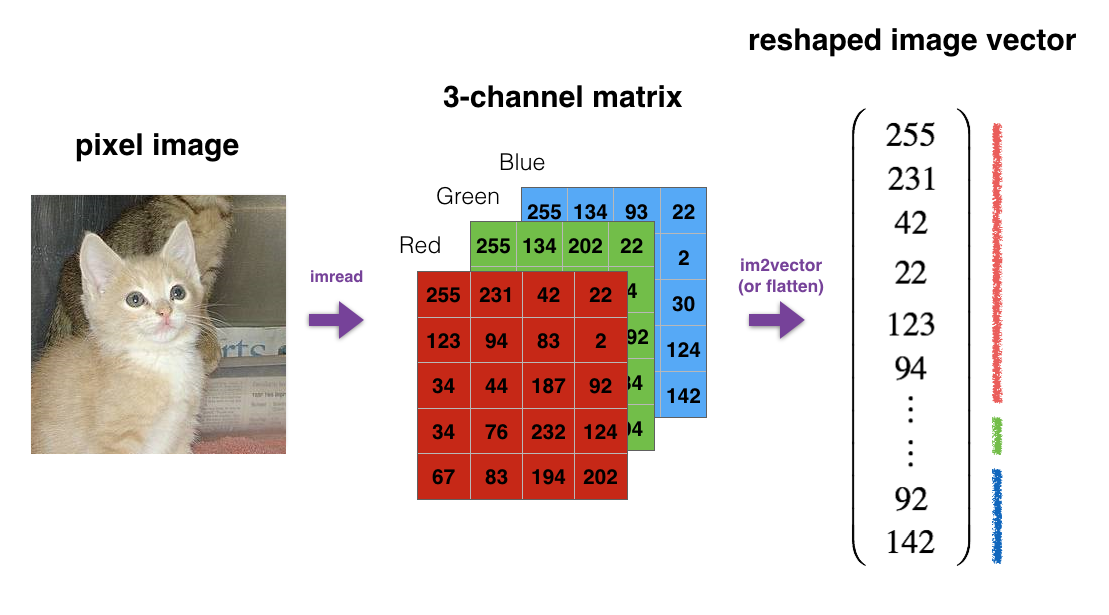 reshaped image vector
3-channel matrix
pixel image
Blue
Green
Red
255 134 93 22
2
30
124
142
255 134 202 22
4
92
34
94
255 231 42 22
123 94 83 2
34 44 187 92
34 76 232 124
67 83 194 202
imread
im2vector
(or flatten)
255
231
42
22
123
94
92
142
rts